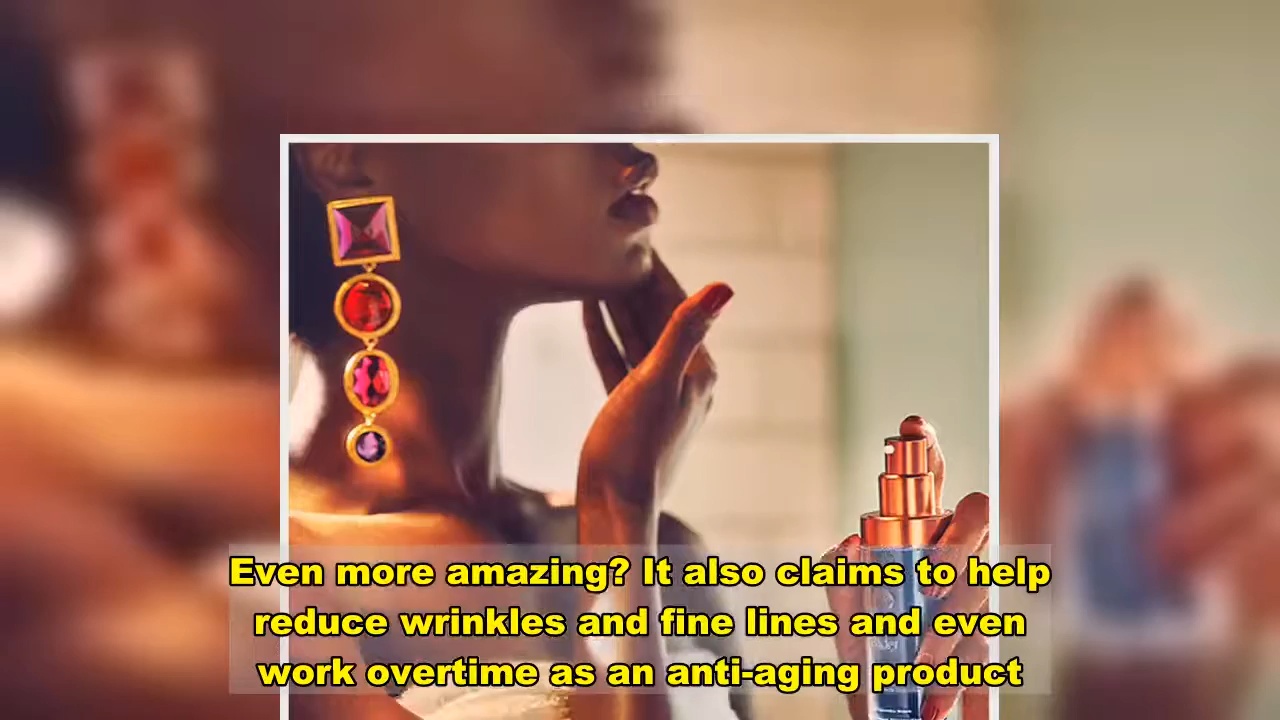 Even more amazing? It also claims to help
reduce wrinkles and fine lines and even
work overtime as an anti-aging product